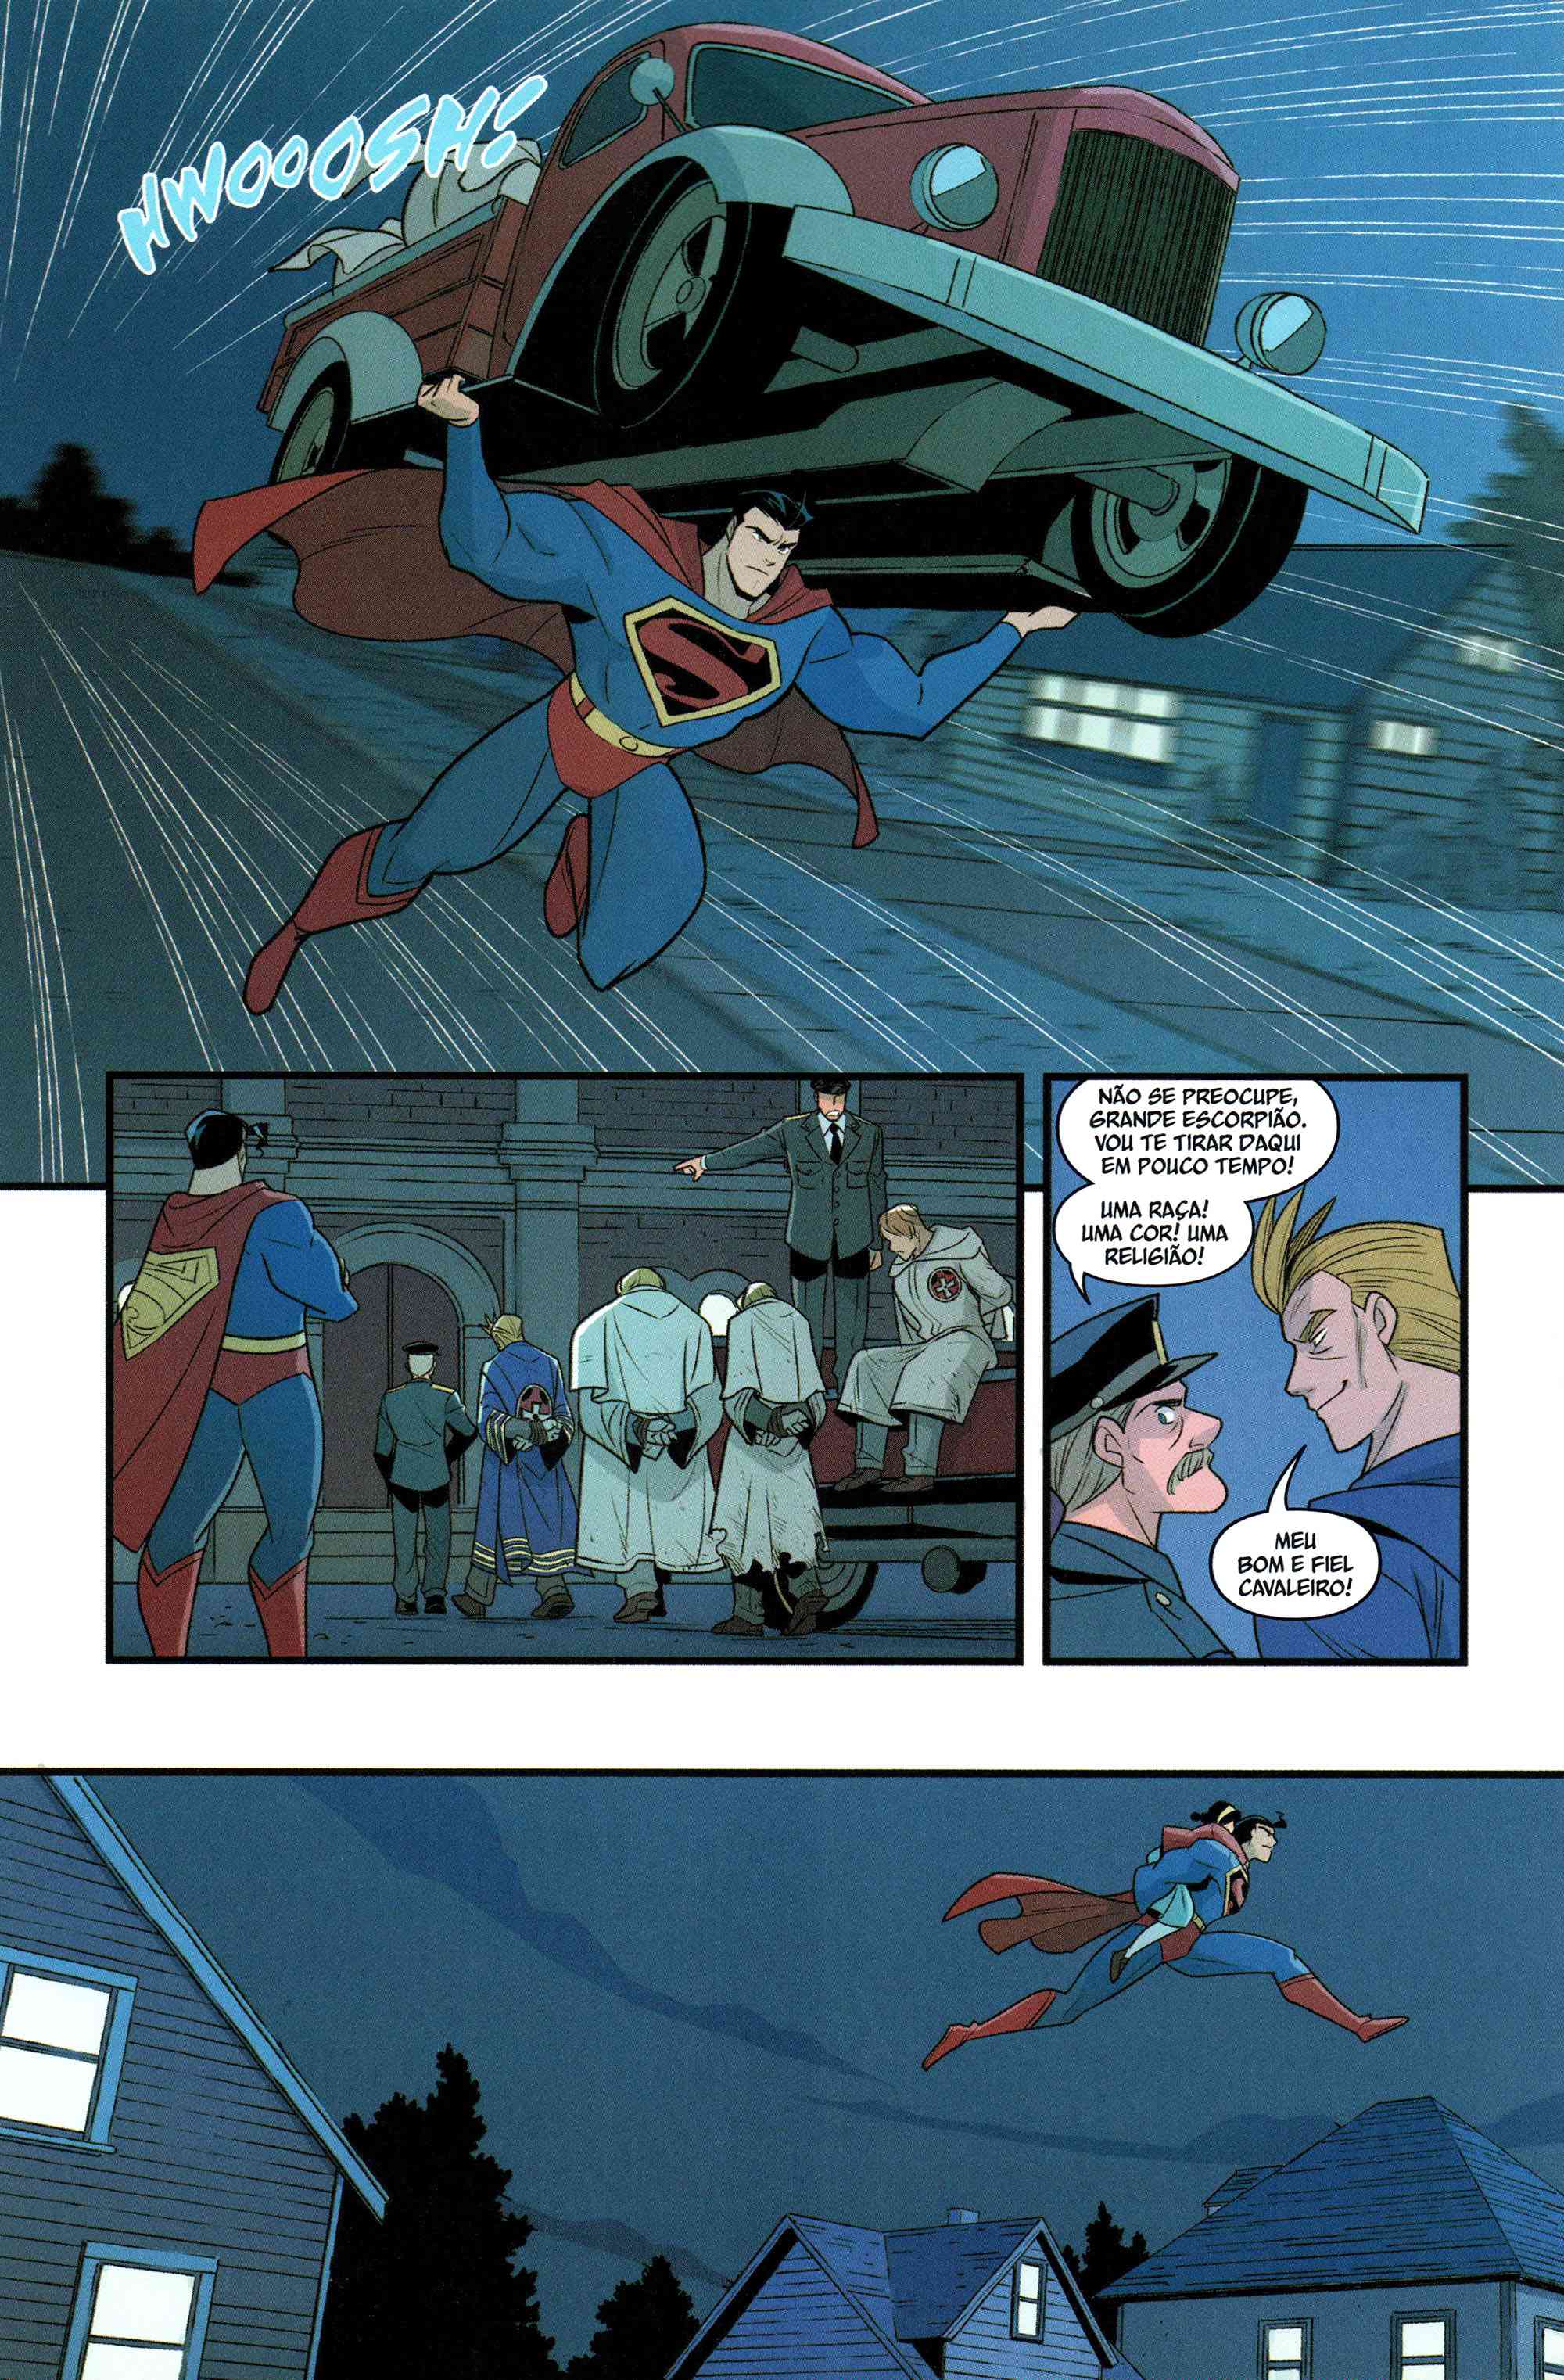 HWOOOSH!
NÃO SE PREOCUPE,
GRANDE ESCORPIÃO.
VOU TE TIRAR DAQUI
EM POUCO TEMPO!
UMA RAÇA!
UMA COR! UMA
RELIGIÃO!
MEU
BOM E FIEL
CAVALEIRO!